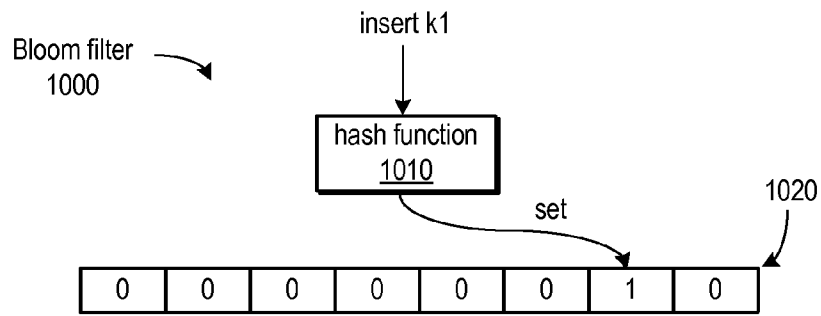 insert k1
Bloom filter
1000
hash function
1010
set
1020
0 0 0 0 0 0 1 0